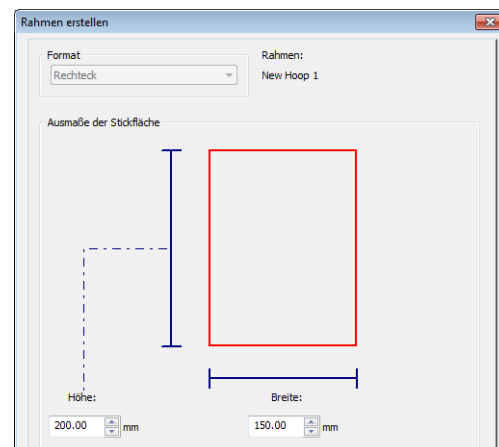 Rahmen erstellen
Format
Rahmen:
Rechteck
New Hoop 1
Ausmaße der Stickfläche
Höhe:
Breite:
200.00 mm
150.00 mm